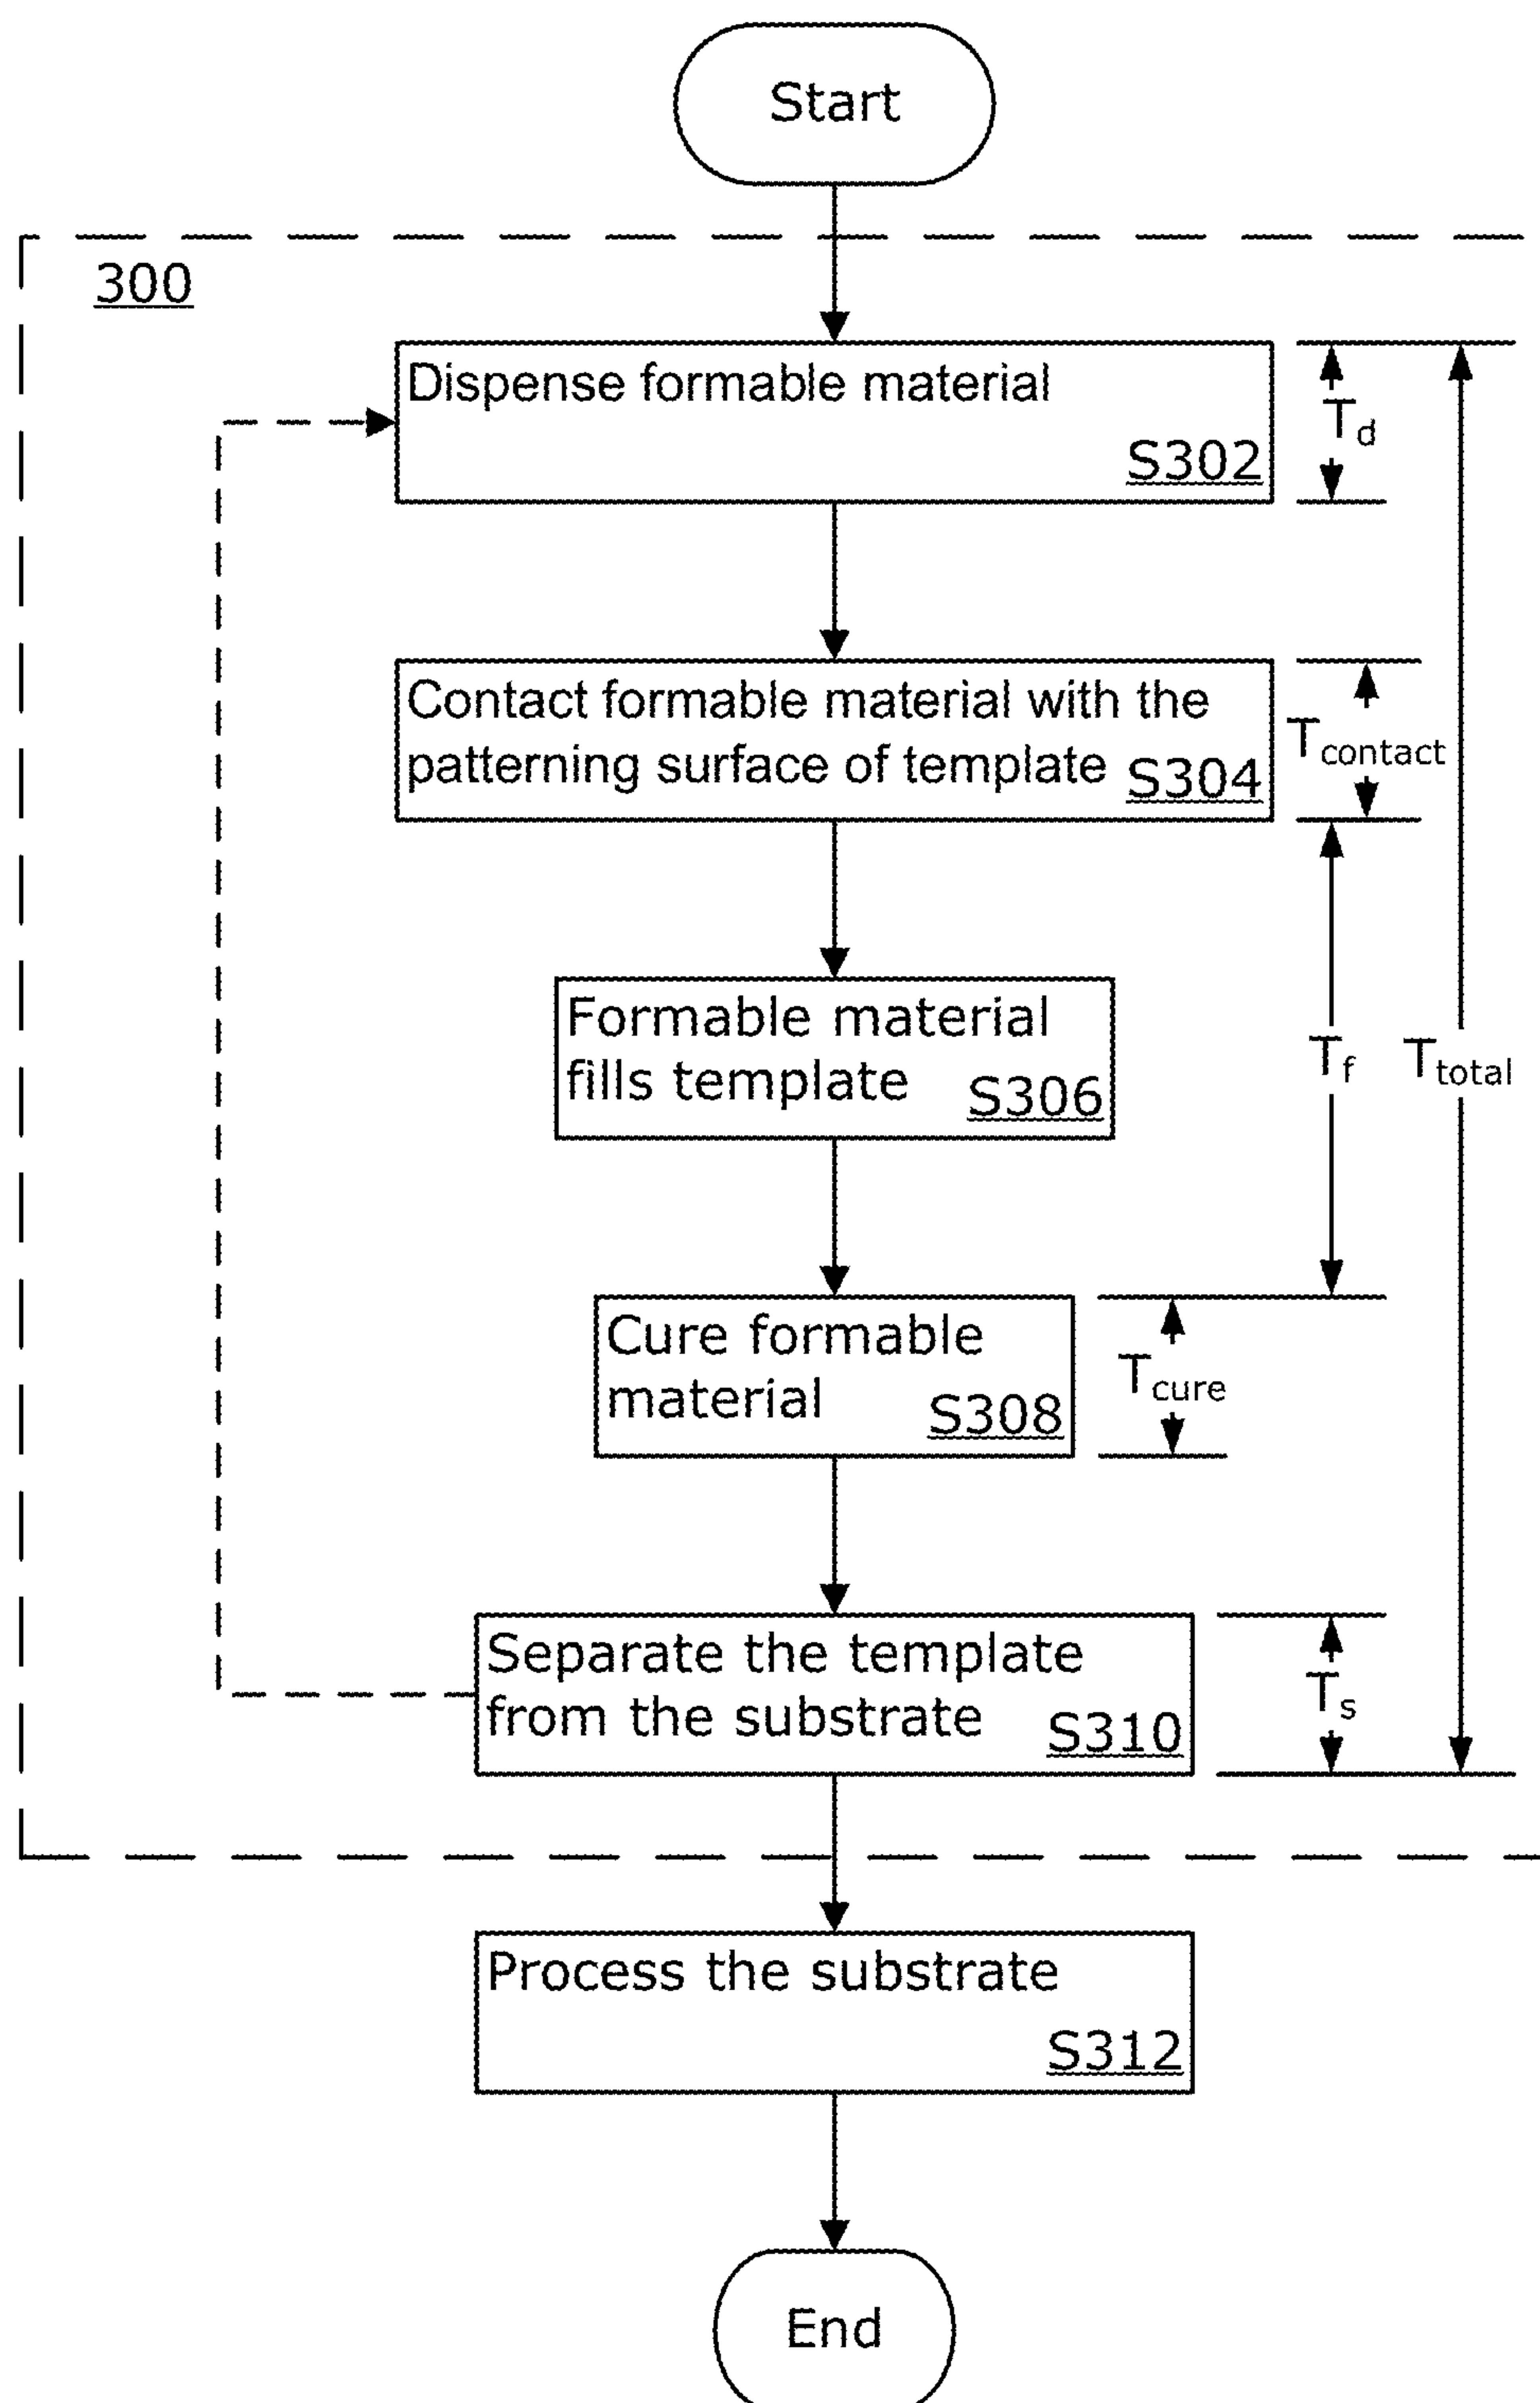 Start
300
Dispense formable material
S302
Td
Contact formable material with the
patterning surface of template S304
Tcontact
Formable material
fills template S306
Tf
Ttotal
Cure formable
material S308
Tcure
Separate the template
from the substrate S310
Ts
Process the substrate
S312
End